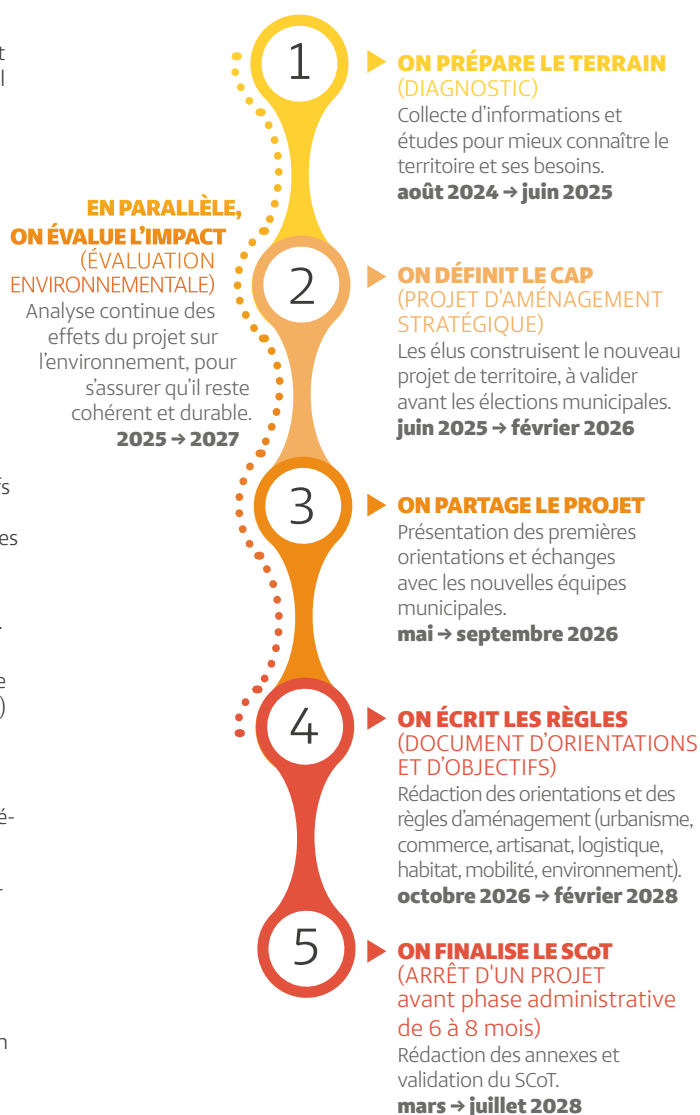 1
ON PRÉPARE LE TERRAIN
(DIAGNOSTIC)
Collecte d'informations et
études pour mieux connaître le
territoire et ses besoins.
août 2024 → juin 2025
EN PARALLÈLE,
ON ÉVALUE L'IMPACT
(ÉVALUATION
ENVIRONNEMENTALE)
Analyse continue des
effets du projet sur
l'environnement, pour
s'assurer qu'il reste
cohérent et durable.
2025 → 2027
2
ON DÉFINIT LE CAP
(PROJET D'AMÉNAGEMENT
STRATÉGIQUE)
Les élus construisent le nouveau
projet de territoire, à valider
avant les élections municipales.
juin 2025 → février 2026
3
ON PARTAGE LE PROJET
Présentation des premières
orientations et échanges
avec les nouvelles équipes
municipales.
mai → septembre 2026
4
ON ÉCRIT LES RÈGLES
(DOCUMENT D'ORIENTATIONS
ET D'OBJECTIFS)
Rédaction des orientations et des
règles d'aménagement (urbanisme,
commerce, artisanat, logistique,
habitat, mobilité, environnement).
octobre 2026 → février 2028
5
ON FINALISE LE SCoT
(ARRÊT D'UN PROJET
avant phase administrative
de 6 à 8 mois)
Rédaction des annexes et
validation du SCoT.
mars → juillet 2028